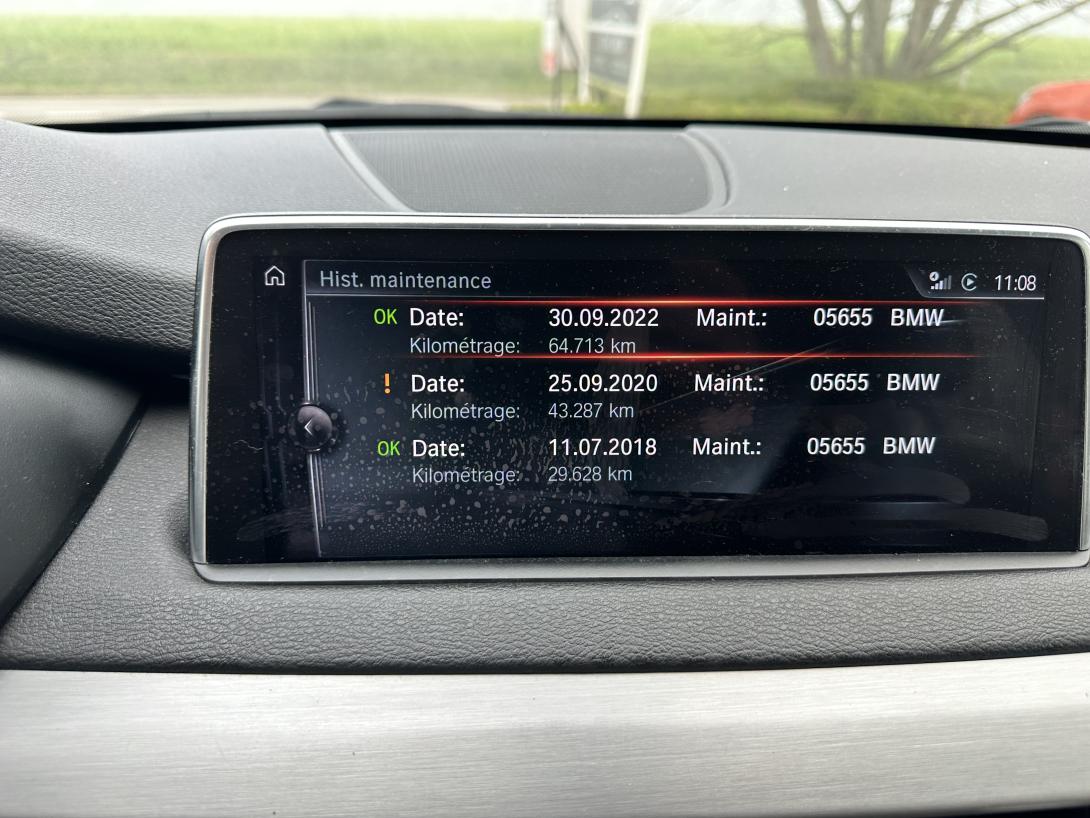 Hist. maintenance 11:08
OK Date: 30.09.2022 Maint.: 05655 BMW
Kilométrage: 64.713 km
! Date: 25.09.2020 Maint.: 05655 BMW
Kilométrage: 43.287 km
OK Date: 11.07.2018 Maint.: 05655 BMW
Kilométrage: 29.628 km